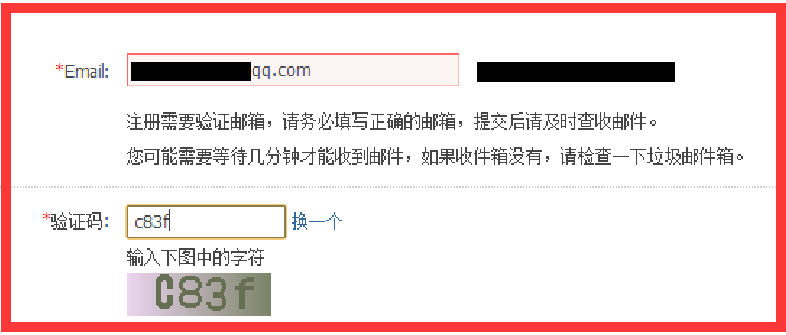 *Email: qq.com
注册需要验证邮箱，请务必填写正确的邮箱，提交后请及时查收邮件。
您可能需要等待几分钟才能收到邮件，如果收件箱没有，请检查一下垃圾邮件箱。
*验证码: c83f 换一个
输入下图中的字符
C83f